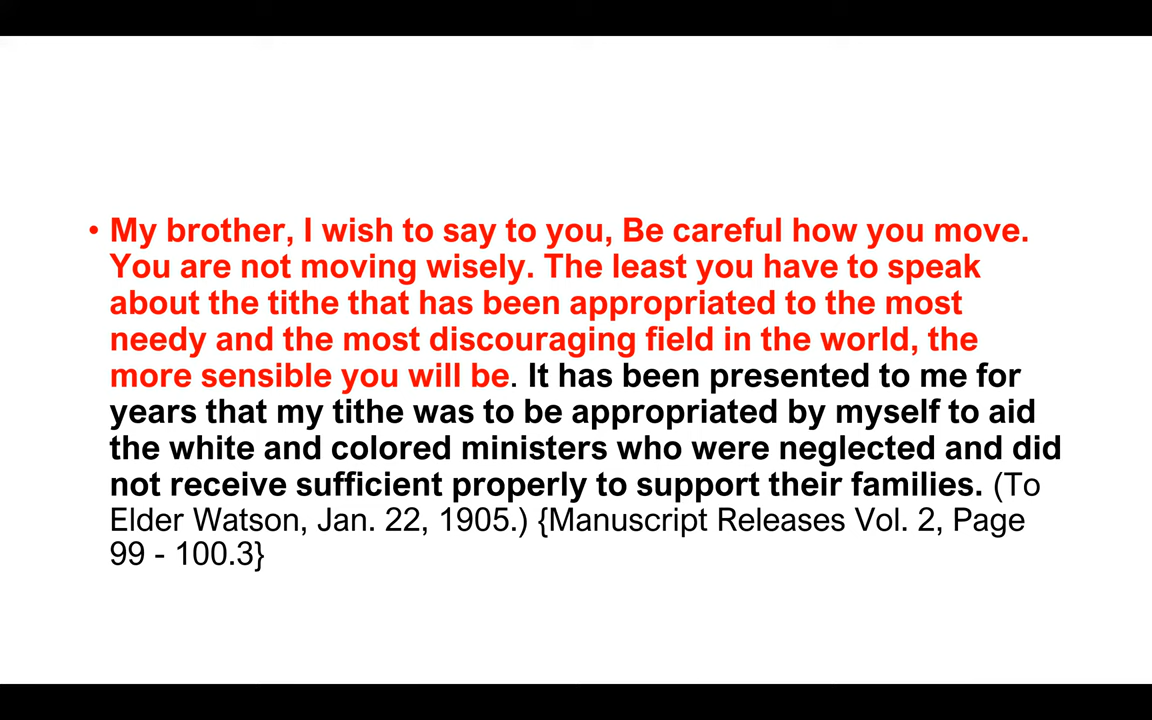 • My brother, I wish to say to you, Be careful how you move.
You are not moving wisely. The least you have to speak
about the tithe that has been appropriated to the most
needy and the most discouraging field in the world, the
more sensible you will be. It has been presented to me for
years that my tithe was to be appropriated by myself to aid
the white and colored ministers who were neglected and did
not receive sufficient properly to support their families. (To
Elder Watson, Jan. 22, 1905.) {Manuscript Releases Vol. 2, Page
99 - 100.3}